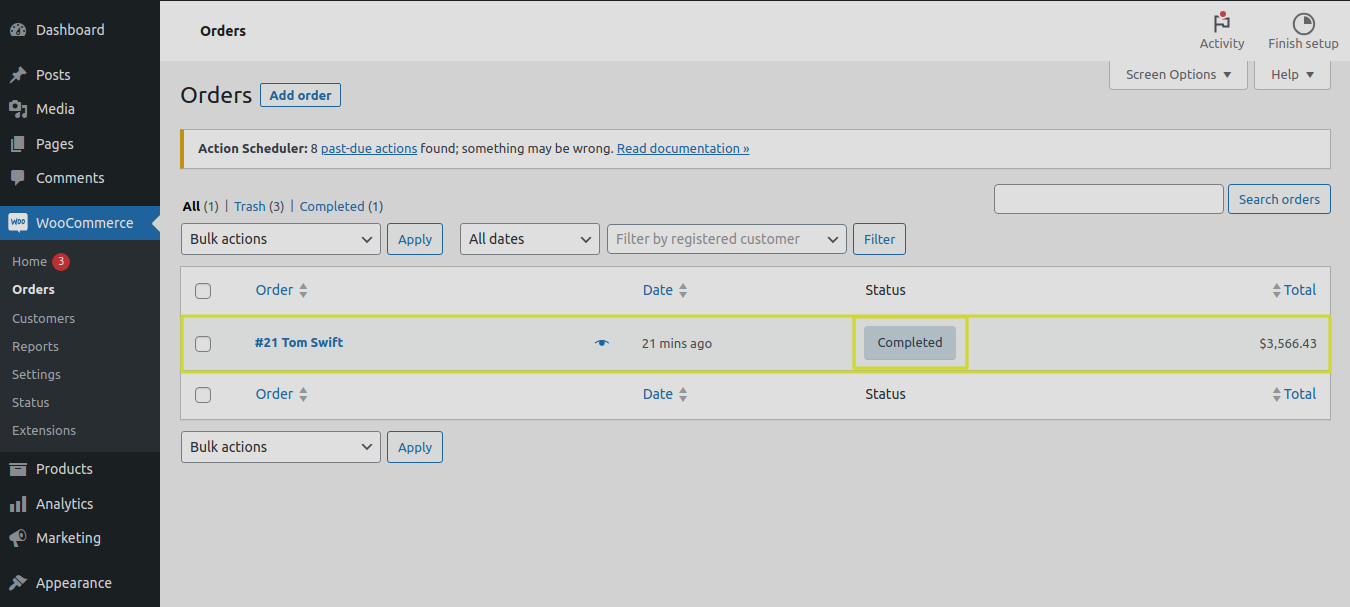 Dashboard
Posts
Media
Pages
Comments
WOO WooCommerce
Home 3
Orders
Customers
Reports
Settings
Status
Extensions
Products
Analytics
Marketing
Appearance
Orders
Activity
Finish setup
Screen Options
Help
Orders
Add order
Action Scheduler: 8 past-due actions found; something may be wrong. Read documentation »
All (1) | Trash (3) | Completed (1)
Search orders
Bulk actions
Apply
All dates
Filter by registered customer
Filter
Order Date Status Total
#21 Tom Swift 21 mins ago Completed $3,566.43
Order Date Status Total
Bulk actions
Apply